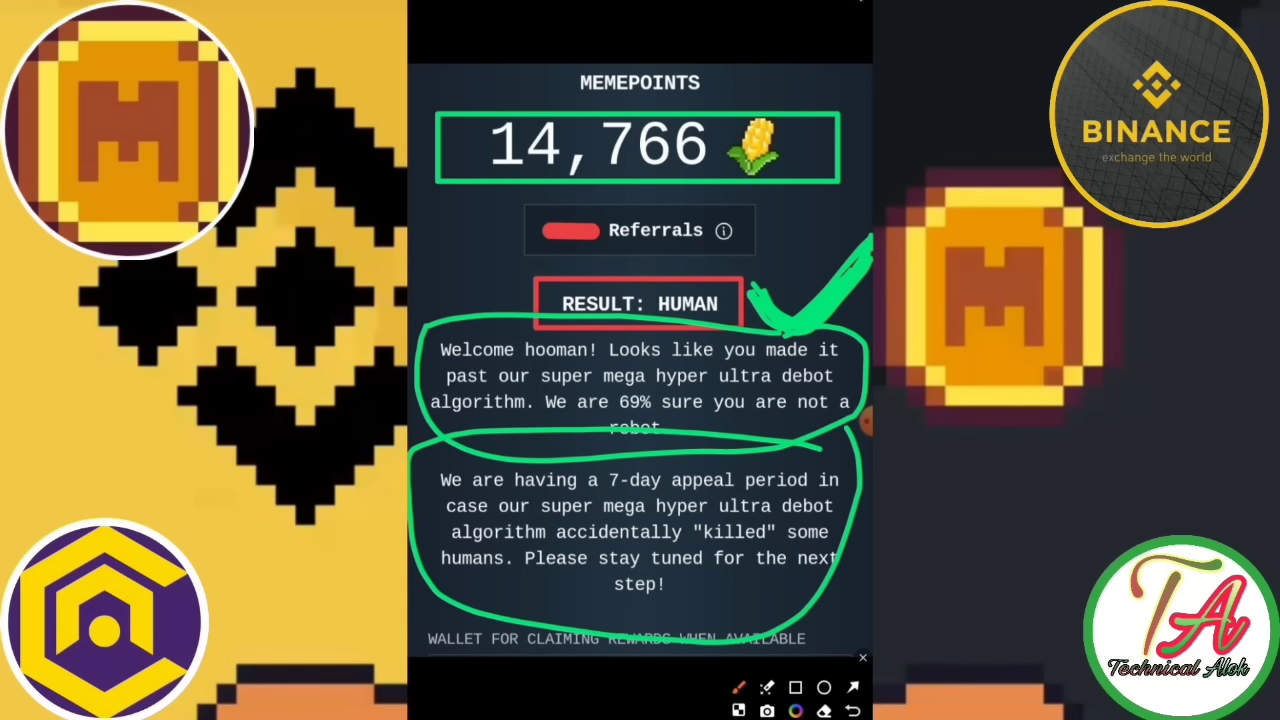 MEMEPOINTS
14,766
Referrals
RESULT: HUMAN
Welcome hooman! Looks like you made it
past our super mega hyper ultra debot
algorithm. We are 69% sure you are not a
robot.
We are having a 7-day appeal period in
case our super mega hyper ultra debot
algorithm accidentally "killed" some
humans. Please stay tuned for the next
step!
WALLET FOR CLAIMING REWARDS WHEN AVAILABLE
M
BINANCE
exchange the world
M
TA
Technical Alok